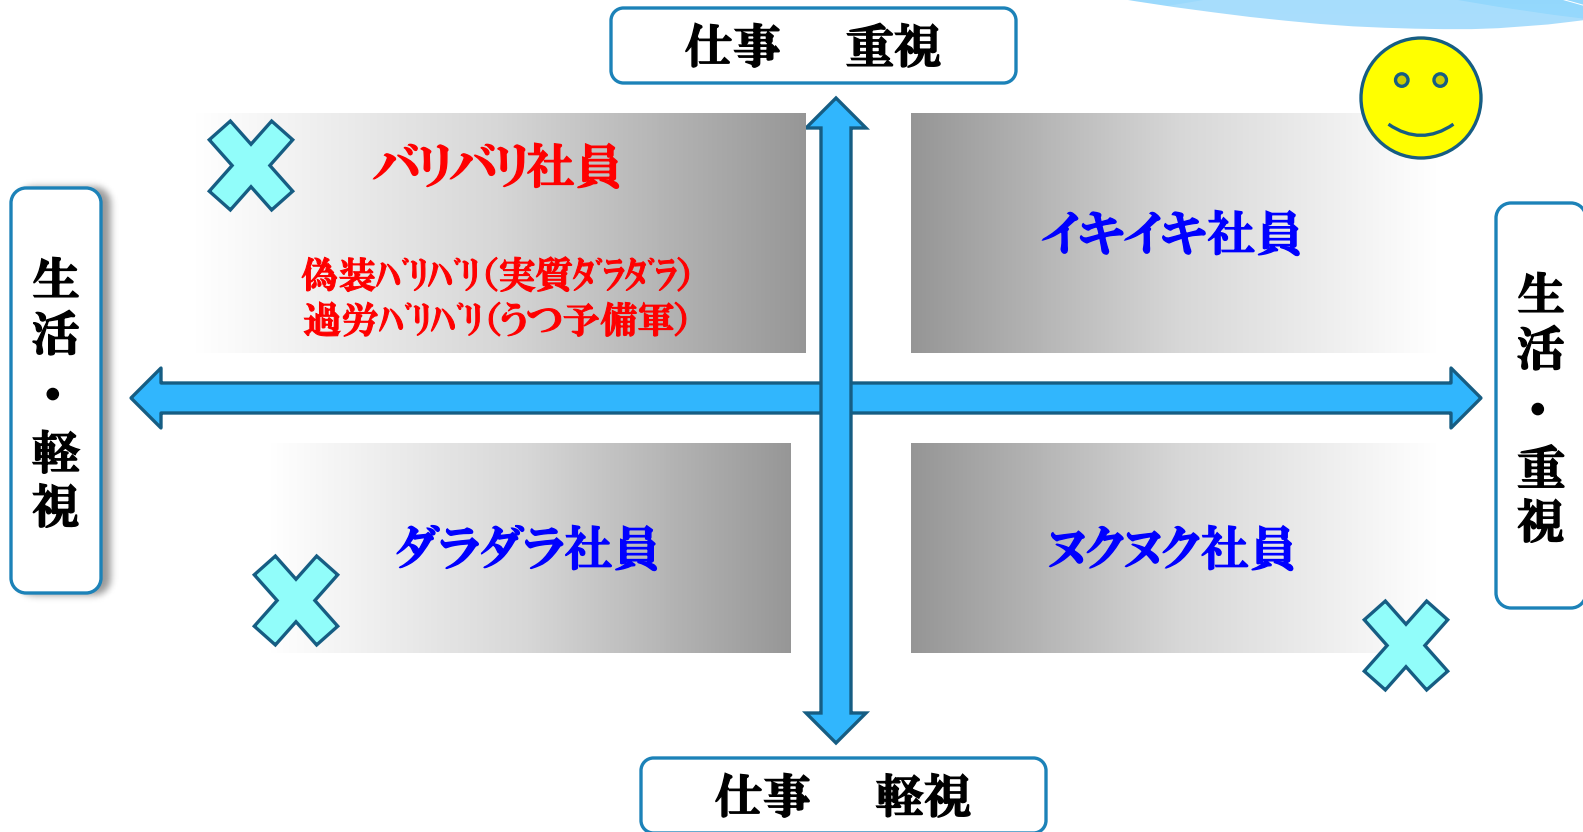 仕事　重視
バリバリ社員
偽装ﾊﾞﾘﾊﾞﾘ(実質ﾀﾞﾗﾀﾞﾗ)
過労ﾊﾞﾘﾊﾞﾘ(うつ予備軍)
イキイキ社員
生活・軽視
生活・重視
ダラダラ社員
ヌクヌク社員
仕事　軽視